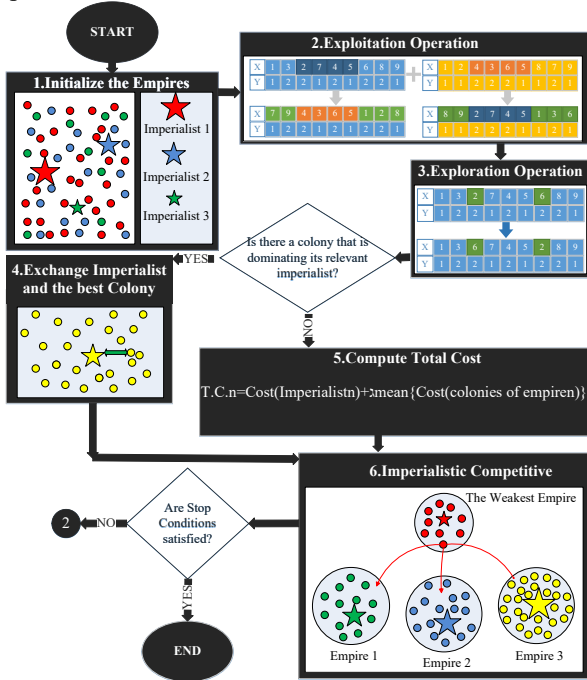 START
1.Initialize the Empires
Imperialist 1
Imperialist 2
Imperialist 3
2.Exploitation Operation
X 1 3 2 7 4 5 6 8 9
Y 1 2 2 1 2 1 2 2 1
+
X 1 2 4 3 6 5 8 7 9
Y 1 1 2 2 1 2 2 2 1
X 7 9 4 3 6 5 1 2 8
Y 1 2 2 1 2 1 2 2 1
X 8 9 2 7 4 5 1 3 6
Y 1 1 2 2 1 2 2 2 1
3.Exploration Operation
X 1 3 2 7 4 5 6 8 9
Y 1 2 2 1 2 1 2 2 1
X 1 3 6 7 4 5 2 8 9
Y 1 2 2 1 2 1 2 2 1
Is there a colony that is
dominating its relevant
imperialist?
YES
NO
4.Exchange Imperialist
and the best Colony
5.Compute Total Cost
T.C.n=Cost(Imperialistn)+גmean{Cost(colonies of empiren)}
6.Imperialistic Competitive
The Weakest Empire
Empire 1
Empire 2
Empire 3
Are Stop
Conditions
satisfied?
NO
2
YES
END